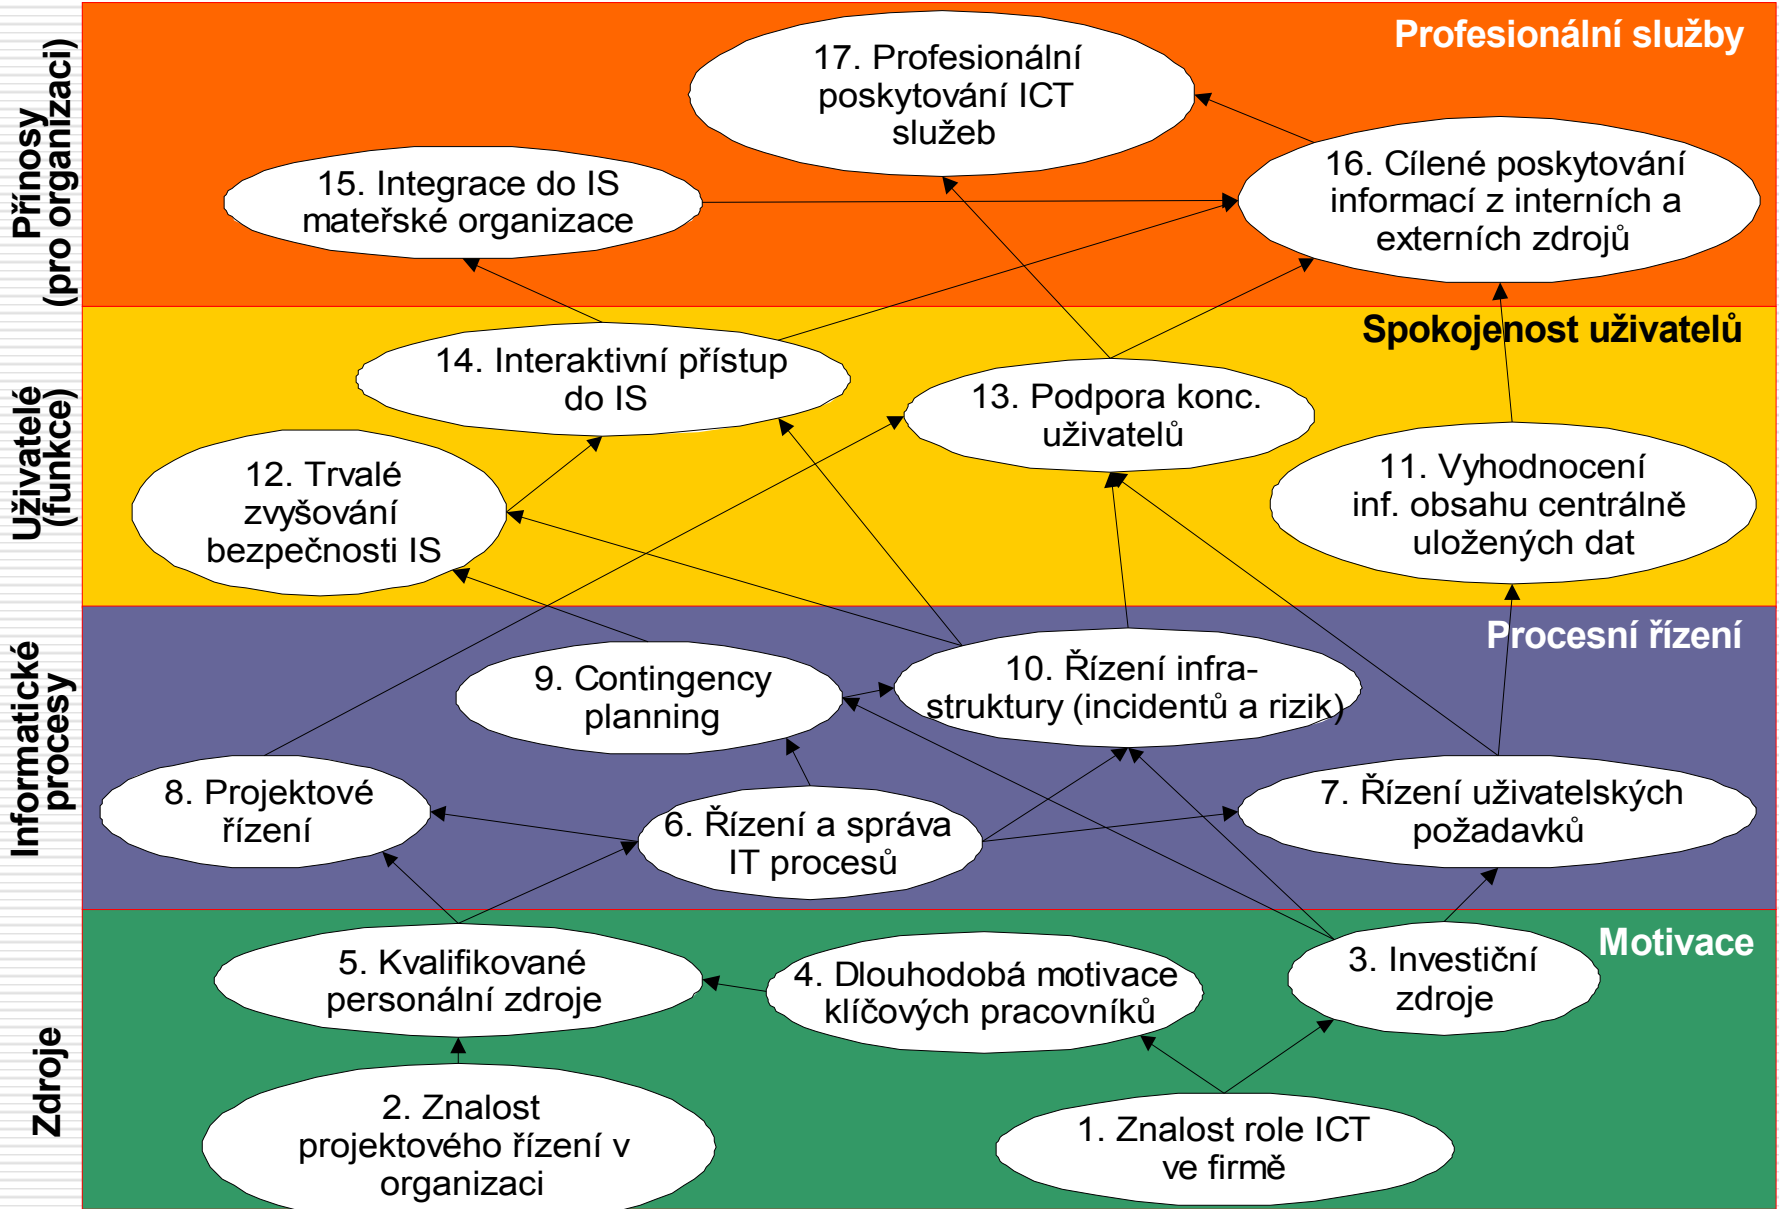 Přínosy
(pro organizaci)
Profesionální služby
17. Profesionální
poskytování ICT
služeb
16. Cílené poskytování
informací z interních a
externích zdrojů
15. Integrace do IS
mateřské organizace
Uživatelé
(funkce)
Spokojenost uživatelů
14. Interaktivní přístup
do IS
13. Podpora konc.
uživatelů
12. Trvalé
zvyšování
bezpečnosti IS
11. Vyhodnocení
inf. obsahu centrálně
uložených dat
Informatické
procesy
Procesní řízení
10. Řízení infra-
struktury (incidentů a rizik)
9. Contingency
planning
8. Projektové
řízení
6. Řízení a správa
IT procesů
7. Řízení uživatelských
požadavků
Zdroje
Motivace
5. Kvalifikované
personální zdroje
4. Dlouhodobá motivace
klíčových pracovníků
3. Investiční
zdroje
2. Znalost
projektového řízení v
organizaci
1. Znalost role ICT
ve firmě